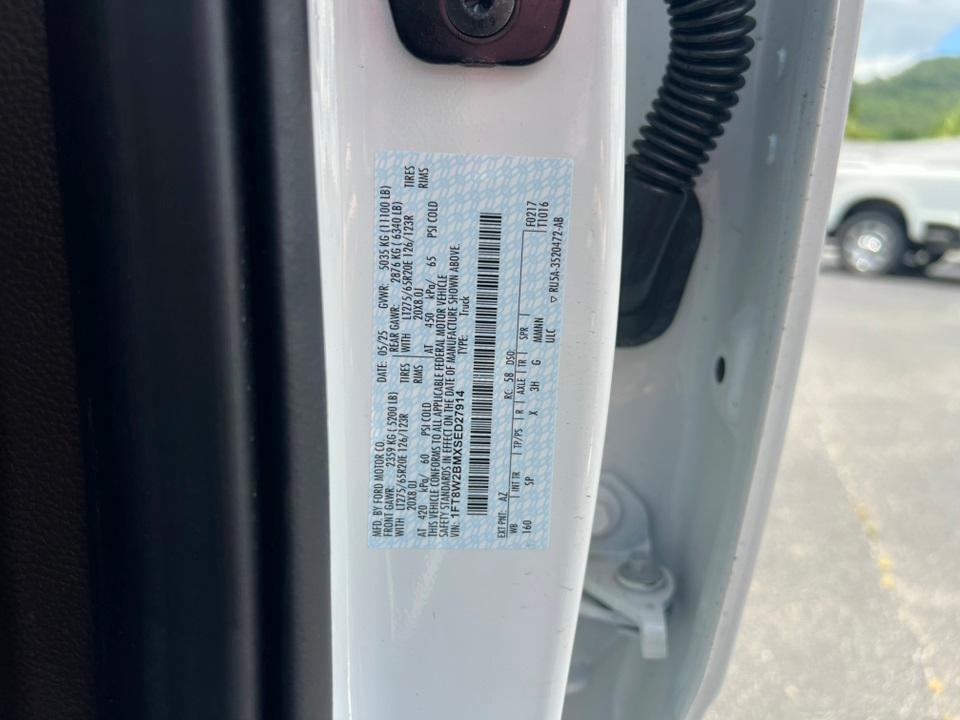 MFD. BY FORD MOTOR CO.
DATE: 05/25 GVWR: 5035 KG (11100 LB)
FRONT GAWR: 2359 KG ( 5200 LB) REAR GAWR: 2876 KG ( 6340 LB)
WITH LT275/65R20E 126/123R TIRES WITH LT275/65R20E 126/123R TIRES
20X8.0J RIMS 20X8.0J RIMS
AT 420 kPa/ 60 PSI COLD AT 450 kPa/ 65 PSI COLD
THIS VEHICLE CONFORMS TO ALL APPLICABLE FEDERAL MOTOR VEHICLE
SAFETY STANDARDS IN EFFECT ON THE DATE OF MANUFACTURE SHOWN ABOVE.
VIN: 1FT8W2BMXSED27914 TYPE: Truck
EXT PNT: AZ RC: 58 DSO: F0217
WB INT TR TP/PS R AXLE TR SPR T1016
160 SP X 3H G MMMNN
ULC ▽ RU5A-3520472-AB